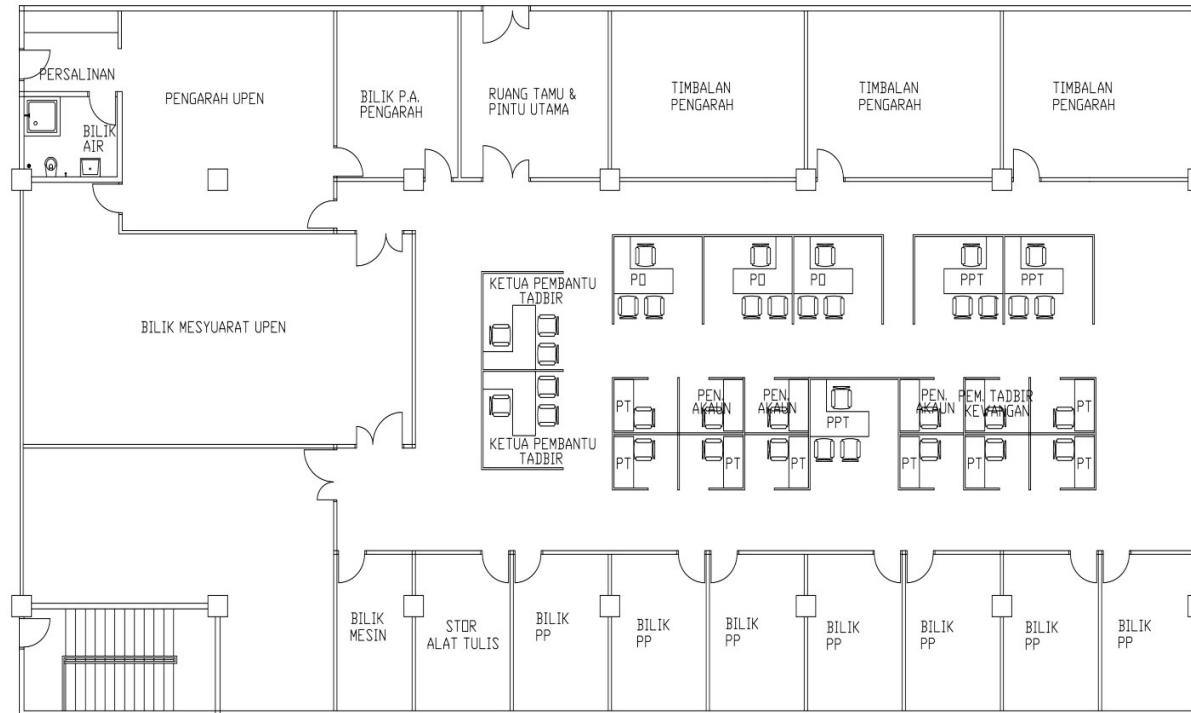 PERSALINAN
PENGARAH UPEN
BILIK P.A.
PENGARAH
RUANG TAMU &
PINTU UTAMA
TIMBALAN
PENGARAH
TIMBALAN
PENGARAH
TIMBALAN
PENGARAH
BILIK
AIR
BILIK MESYUARAT UPEN
KETUA PEMBANTU
TADBIR
KETUA PEMBANTU
TADBIR
PO
PO
PO
PPT
PPT
PT
PEN.
AKAUN
PEN.
AKAUN
PPT
PEN.
AKAUN
PEM. TADBIR
KEWANGAN
PT
PT
PT
PT
PT
PT
PT
BILIK
MESIN
STOR
ALAT TULIS
BILIK
PP
BILIK
PP
BILIK
PP
BILIK
PP
BILIK
PP
BILIK
PP
BILIK
PP